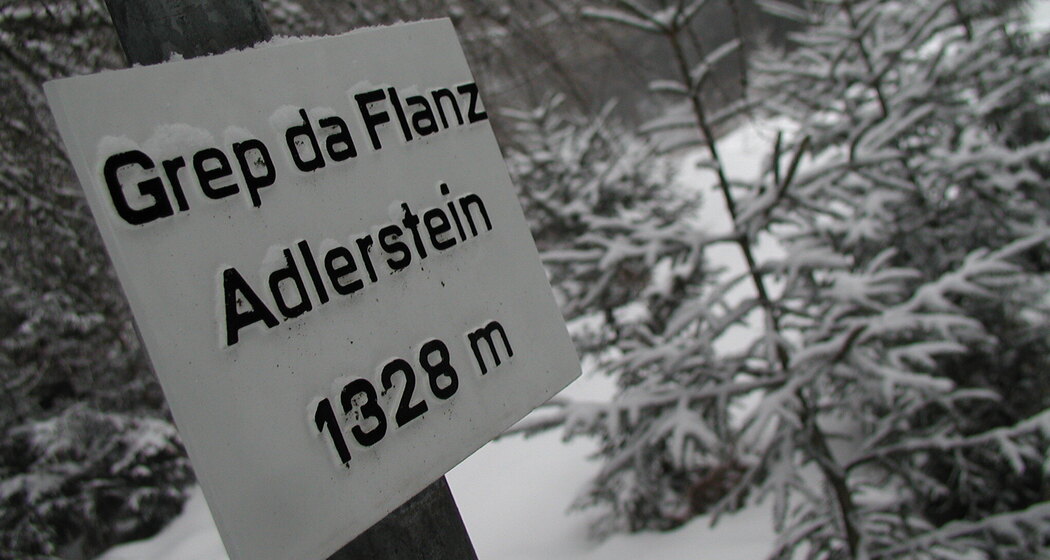 Grep da Flanz
Adlerstein
1328 m